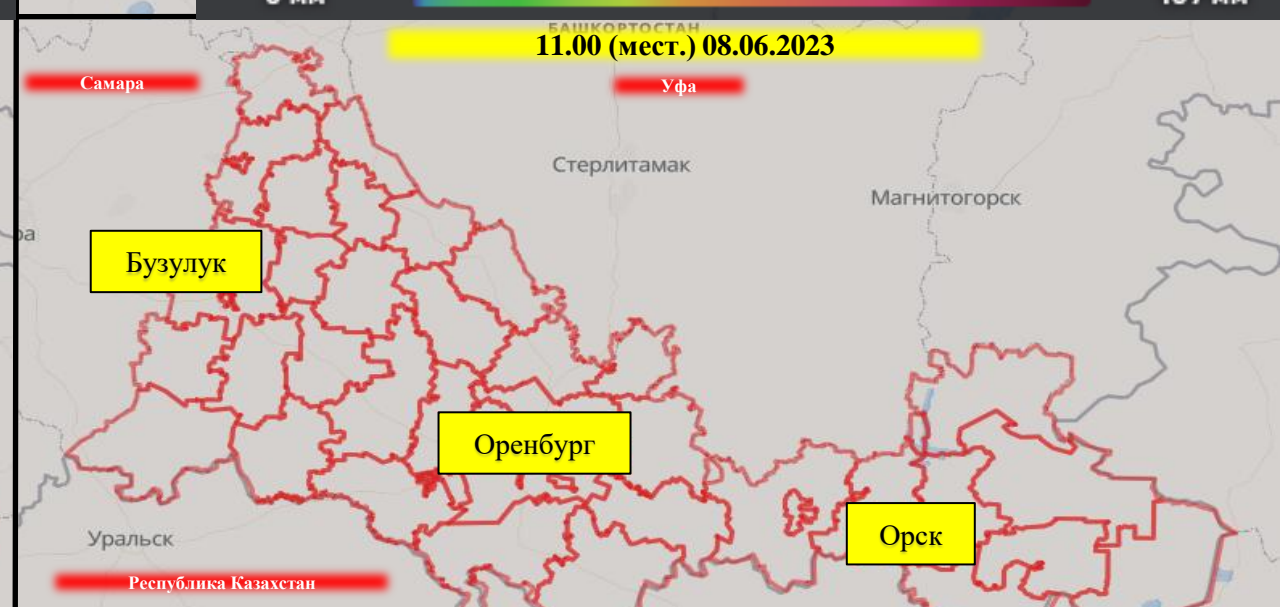 БАШКОРТОСТАН
11.00 (мест.) 08.06.2023
Самара
Уфа
Стерлитамак
Магнитогорск
Бузулук
Оренбург
Орск
Уральск
Республика Казахстан